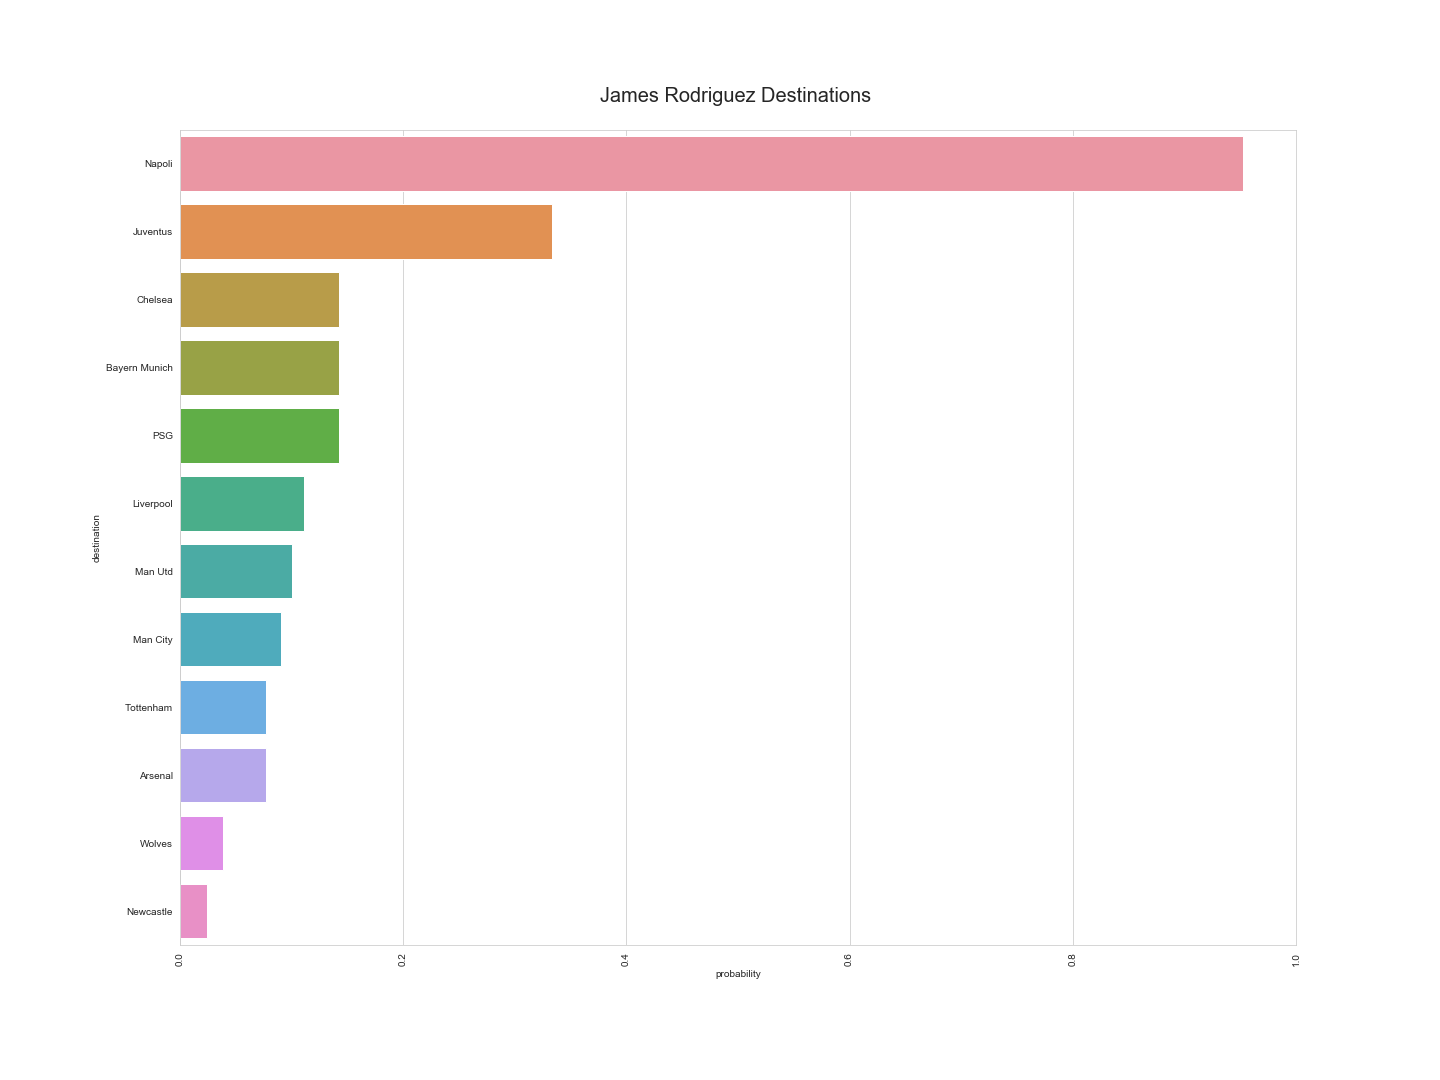 James Rodriguez Destinations
Napoli
Juventus
Chelsea
Bayern Munich
PSG
Liverpool
Man Utd
Man City
Tottenham
Arsenal
Wolves
Newcastle
destination
0.0
0.2
0.4
0.6
0.8
1.0
probability